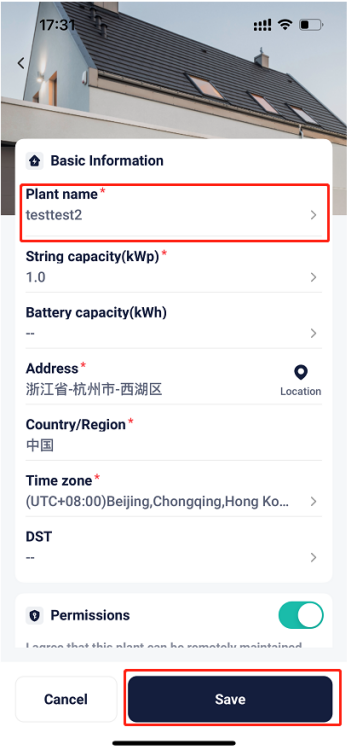 17:31
Basic Information
Plant name*
testtest2
String capacity(kWp)*
1.0
Battery capacity(kWh)
--
Address*
浙江省-杭州市-西湖区
Location
Country/Region*
中国
Time zone*
(UTC+08:00)Beijing,Chongqing,Hong Ko...
DST
--
Permissions
I agree that this plant can be remotely maintained
Cancel
Save